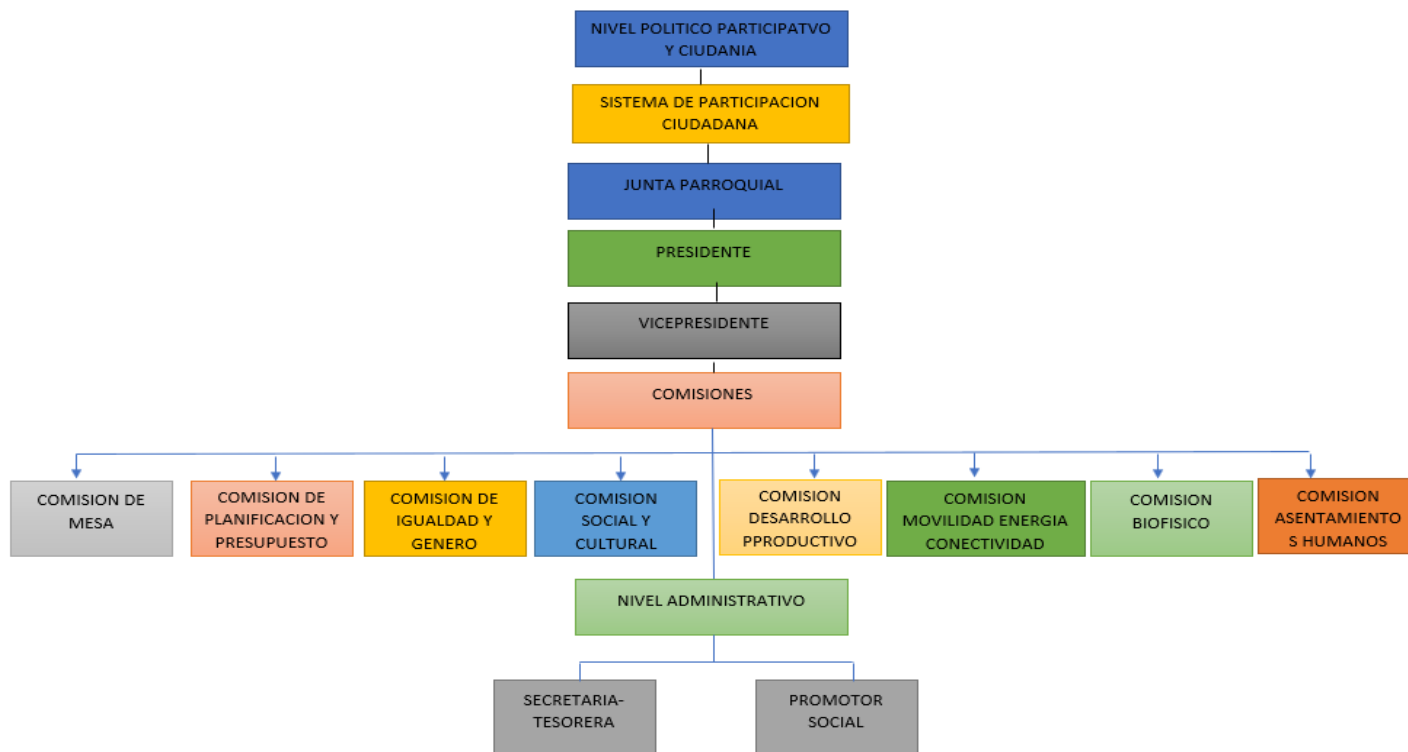 NIVEL POLITICO PARTICIPATVO
Y CIUDANIA
SISTEMA DE PARTICIPACION
CIUDADANA
JUNTA PARROQUIAL
PRESIDENTE
VICEPRESIDENTE
COMISIONES
COMISION DE
MESA
COMISION DE
PLANIFICACION Y
PRESUPUESTO
COMISION DE
IGUALDAD Y
GENERO
COMISION
SOCIAL Y
CULTURAL
COMISION
DESARROLLO
PPRODUCTIVO
COMISION
MOVILIDAD ENERGIA
CONECTIVIDAD
COMISION
BIOFISICO
COMISION
ASENTAMIENTO
S HUMANOS
NIVEL ADMINISTRATIVO
SECRETARIA-
TESORERA
PROMOTOR
SOCIAL